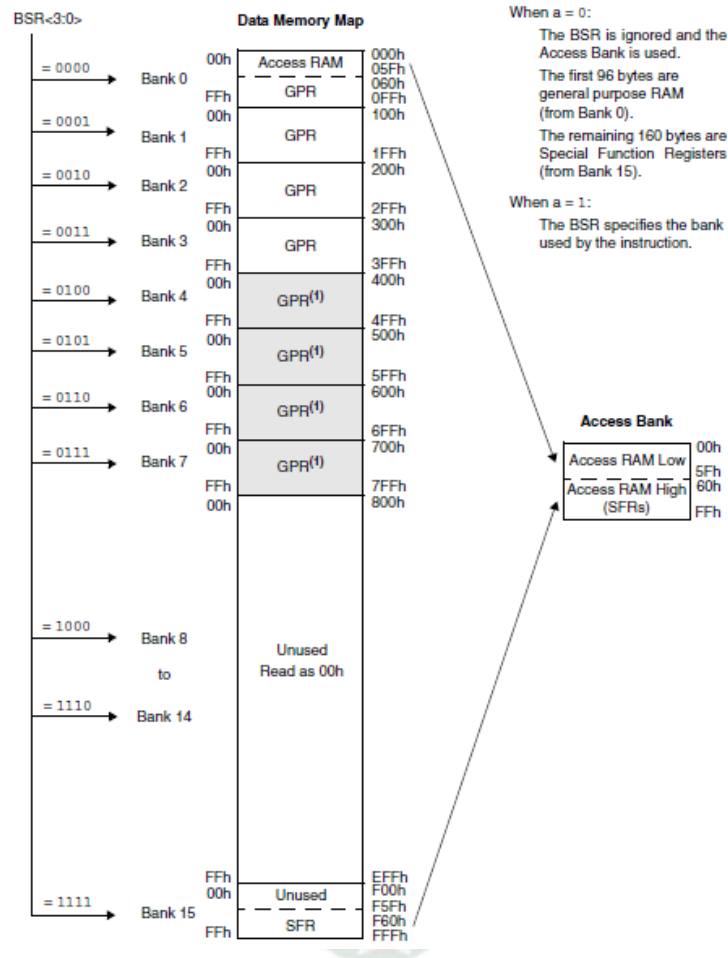 BSR<3:0>
Data Memory Map
When a = 0:
The BSR is ignored and the
Access Bank is used.
The first 96 bytes are
general purpose RAM
(from Bank 0).
The remaining 160 bytes are
Special Function Registers
(from Bank 15).
When a = 1:
The BSR specifies the bank
used by the instruction.
= 0000
Bank 0
00h
Access RAM
000h
05Fh
060h
FFh
GPR
0FFh
= 0001
Bank 1
00h
100h
GPR
FFh
1FFh
= 0010
Bank 2
00h
200h
GPR
FFh
2FFh
= 0011
Bank 3
00h
300h
GPR
FFh
3FFh
= 0100
Bank 4
00h
400h
GPR(1)
FFh
4FFh
= 0101
Bank 5
00h
500h
GPR(1)
FFh
5FFh
= 0110
Bank 6
00h
600h
GPR(1)
FFh
6FFh
= 0111
Bank 7
00h
700h
GPR(1)
FFh
7FFh
00h
800h
= 1000
Bank 8
to
= 1110
Bank 14
Unused
Read as 00h
FFh
EFFh
= 1111
Bank 15
00h
F00h
Unused
F5Fh
F60h
SFR
FFh
FFFh
Access Bank
00h
Access RAM Low
5Fh
60h
Access RAM High
(SFRs)
FFh